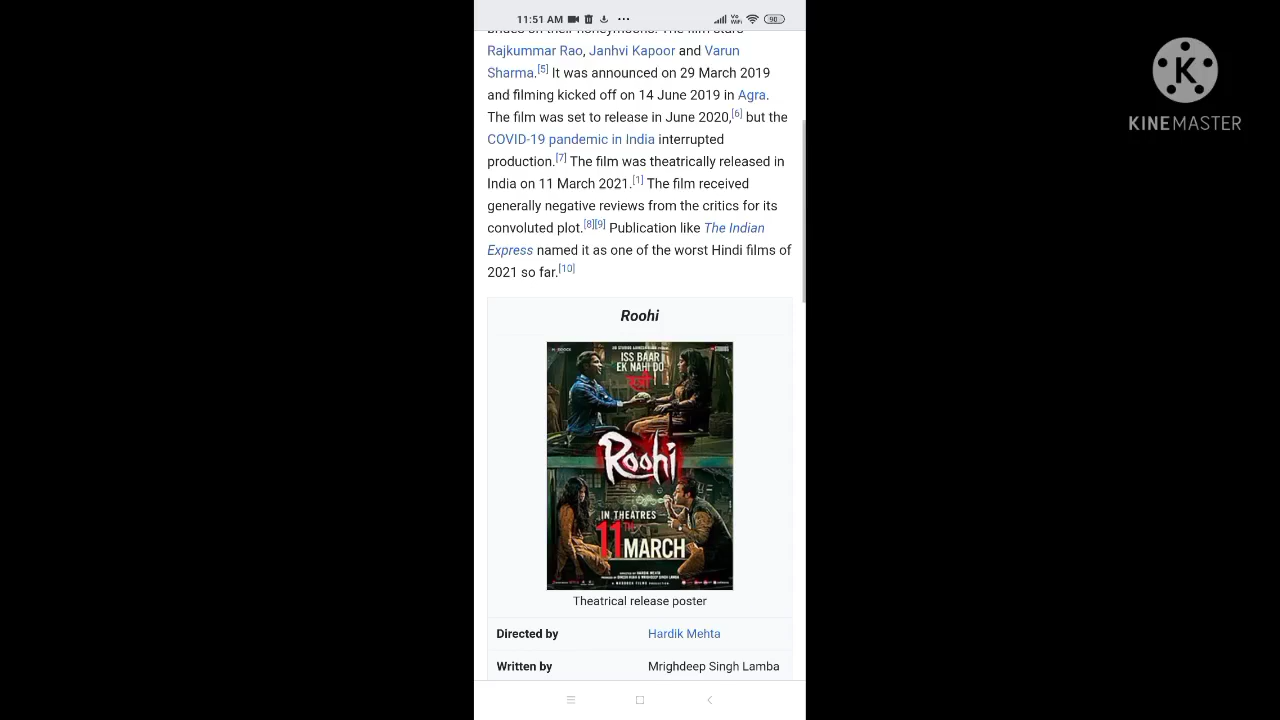 11:51 AM
Vo
WiFi
90
Rajkummar Rao, Janhvi Kapoor and Varun
Sharma.[5] It was announced on 29 March 2019
and filming kicked off on 14 June 2019 in Agra.
The film was set to release in June 2020,[6] but the
COVID-19 pandemic in India interrupted
production.[7] The film was theatrically released in
India on 11 March 2021.[1] The film received
generally negative reviews from the critics for its
convoluted plot.[8][9] Publication like The Indian
Express named it as one of the worst Hindi films of
2021 so far.[10]
Roohi
ISS BAAR
EK NAHI DO
स्त्री
Roohi
IN THEATRES
11TH
MARCH
Theatrical release poster
Directed by Hardik Mehta
Written by Mrighdeep Singh Lamba
K
KINEMASTER